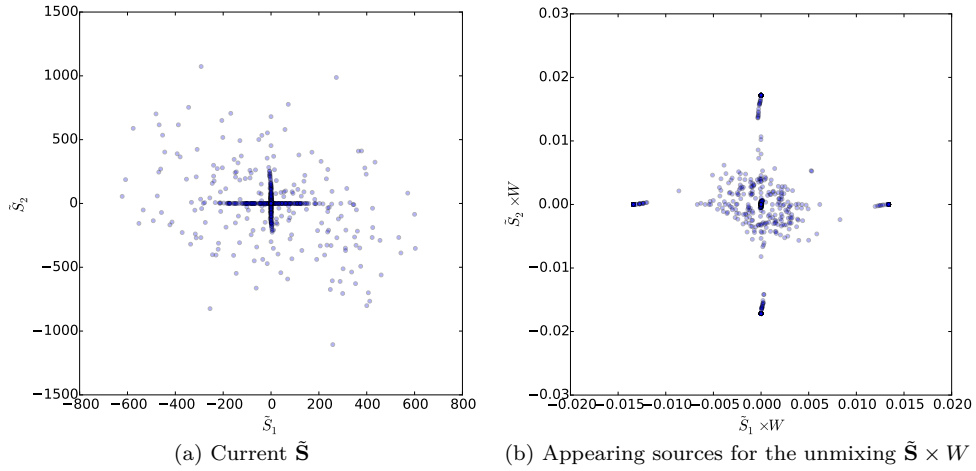 1500
1000
500
0
−500
−1000
−1500
−800 −600 −400 −200 0 200 400 600 800
S̃₂
S̃₁
(a) Current S̃
0.03
0.02
0.01
0.00
−0.01
−0.02
−0.03
−0.020 −0.015 −0.010 −0.005 0.000 0.005 0.010 0.015 0.020
S̃₂ ×W
S̃₁ ×W
(b) Appearing sources for the unmixing S̃ × W